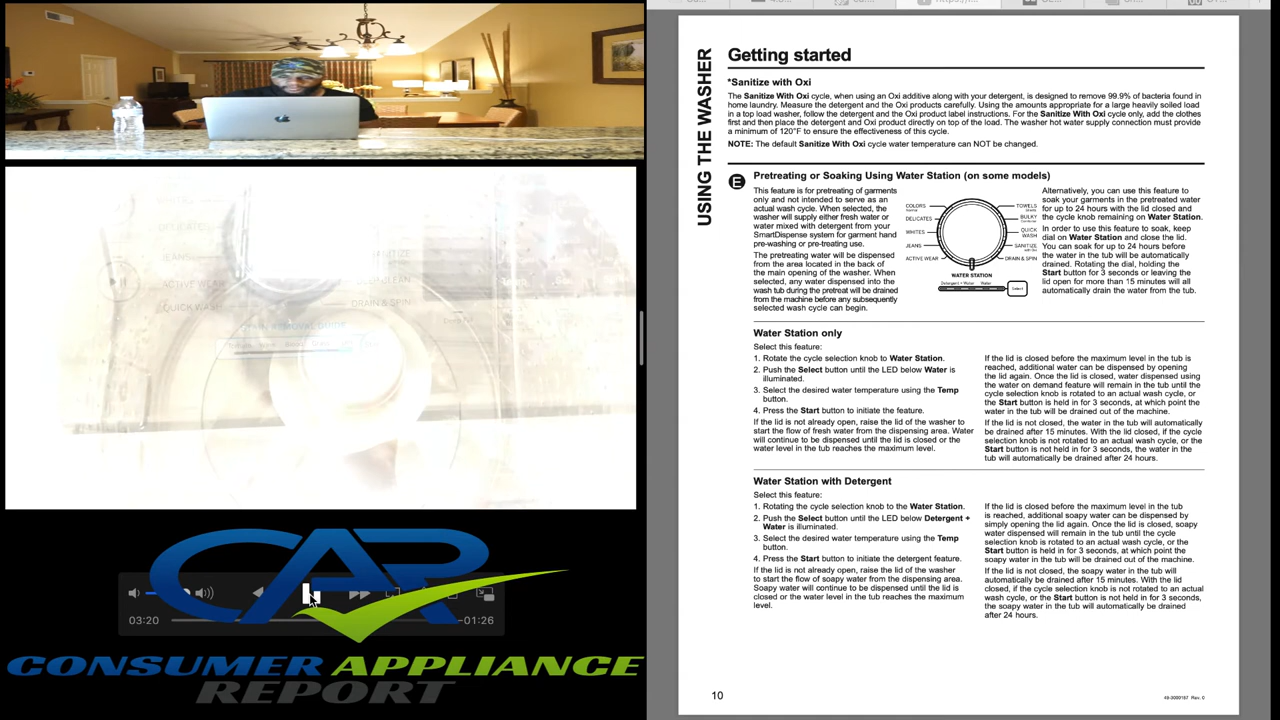 Getting started
USING THE WASHER
*Sanitize with Oxi
The Sanitize With Oxi cycle, when using an Oxi additive along with your detergent, is designed to remove 99.9% of bacteria found in
home laundry. Measure the detergent and the Oxi products carefully. Using the amounts appropriate for a large heavily soiled load
in a top load washer, follow the detergent and the Oxi product label instructions. For the Sanitize With Oxi cycle only, add the clothes
first and then place the detergent and Oxi product directly on top of the load. The washer hot water supply connection must provide
a minimum of 120°F to ensure the effectiveness of this cycle.
NOTE: The default Sanitize With Oxi cycle water temperature can NOT be changed.
E
Pretreating or Soaking Using Water Station (on some models)
This feature is for pretreating of garments
only and not intended to serve as an
actual wash cycle. When selected, the
washer will supply either fresh water or
water mixed with detergent from your
SmartDispense system for garment hand
pre-washing or pre-treating use.
The pretreating water will be dispensed
from the area located in the back of
the main opening of the washer. When
selected, any water dispensed into the
wash tub during the pretreat will be drained
from the machine before any subsequently
selected wash cycle can begin.
COLORS
DELICATES
WHITES
JEANS
ACTIVE WEAR
TOWELS
BULKY
QUICK
WASH
SANITIZE
DRAIN & SPIN
WATER STATION
Detergent + Water Water
Select
Alternatively, you can use this feature to
soak your garments in the pretreated water
for up to 24 hours with the lid closed and
the cycle knob remaining on Water Station.
In order to use this feature to soak, keep
dial on Water Station and close the lid.
You can soak for up to 24 hours before
the water in the tub will be automatically
drained. Rotating the dial, holding the
Start button for 3 seconds or leaving the
lid open for more than 15 minutes will all
automatically drain the water from the tub.
Water Station only
Select this feature:
1. Rotate the cycle selection knob to Water Station.
2. Push the Select button until the LED below Water is
illuminated.
3. Select the desired water temperature using the Temp
button.
4. Press the Start button to initiate the feature.
If the lid is not already open, raise the lid of the washer to
start the flow of fresh water from the dispensing area. Water
will continue to be dispensed until the lid is closed or the
water level in the tub reaches the maximum level.
If the lid is closed before the maximum level in the tub is
reached, additional water can be dispensed by opening
the lid again. Once the lid is closed, water dispensed using
the water on demand feature will remain in the tub until the
cycle selection knob is rotated to an actual wash cycle, or
the Start button is held in for 3 seconds, at which point the
water in the tub will be drained out of the machine.
If the lid is not closed, the water in the tub will automatically
be drained after 15 minutes. With the lid closed, if the cycle
selection knob is not rotated to an actual wash cycle, or the
Start button is not held in for 3 seconds, the water in the
tub will automatically be drained after 24 hours.
Water Station with Detergent
Select this feature:
1. Rotating the cycle selection knob to the Water Station.
2. Push the Select button until the LED below Detergent +
Water is illuminated.
3. Select the desired water temperature using the Temp
button.
4. Press the Start button to initiate the detergent feature.
If the lid is not already open, raise the lid of the washer
to start the flow of soapy water from the dispensing area.
Soapy water will continue to be dispensed until the lid is
closed or the water level in the tub reaches the maximum
level.
If the lid is closed before the maximum level in the tub
is reached, additional soapy water can be dispensed by
simply opening the lid again. Once the lid is closed, soapy
water dispensed will remain in the tub until the cycle
selection knob is rotated to an actual wash cycle, or the
Start button is held in for 3 seconds, at which point the
soapy water in the tub will be drained out of the machine.
If the lid is not closed, the soapy water in the tub will
automatically be drained after 15 minutes. With the lid
closed, if the cycle selection knob is not rotated to an actual
wash cycle, or the Start button is not held in for 3 seconds,
the soapy water in the tub will automatically be drained
after 24 hours.
10
49-3000167 Rev. 0
DELICATE
JEANS
ACTIVE WEAR
QUICK WASH
DRAIN & SPIN
STAIN REMOVAL GUIDE
CAR
03:20
-01:26
CONSUMER APPLIANCE
REPORT